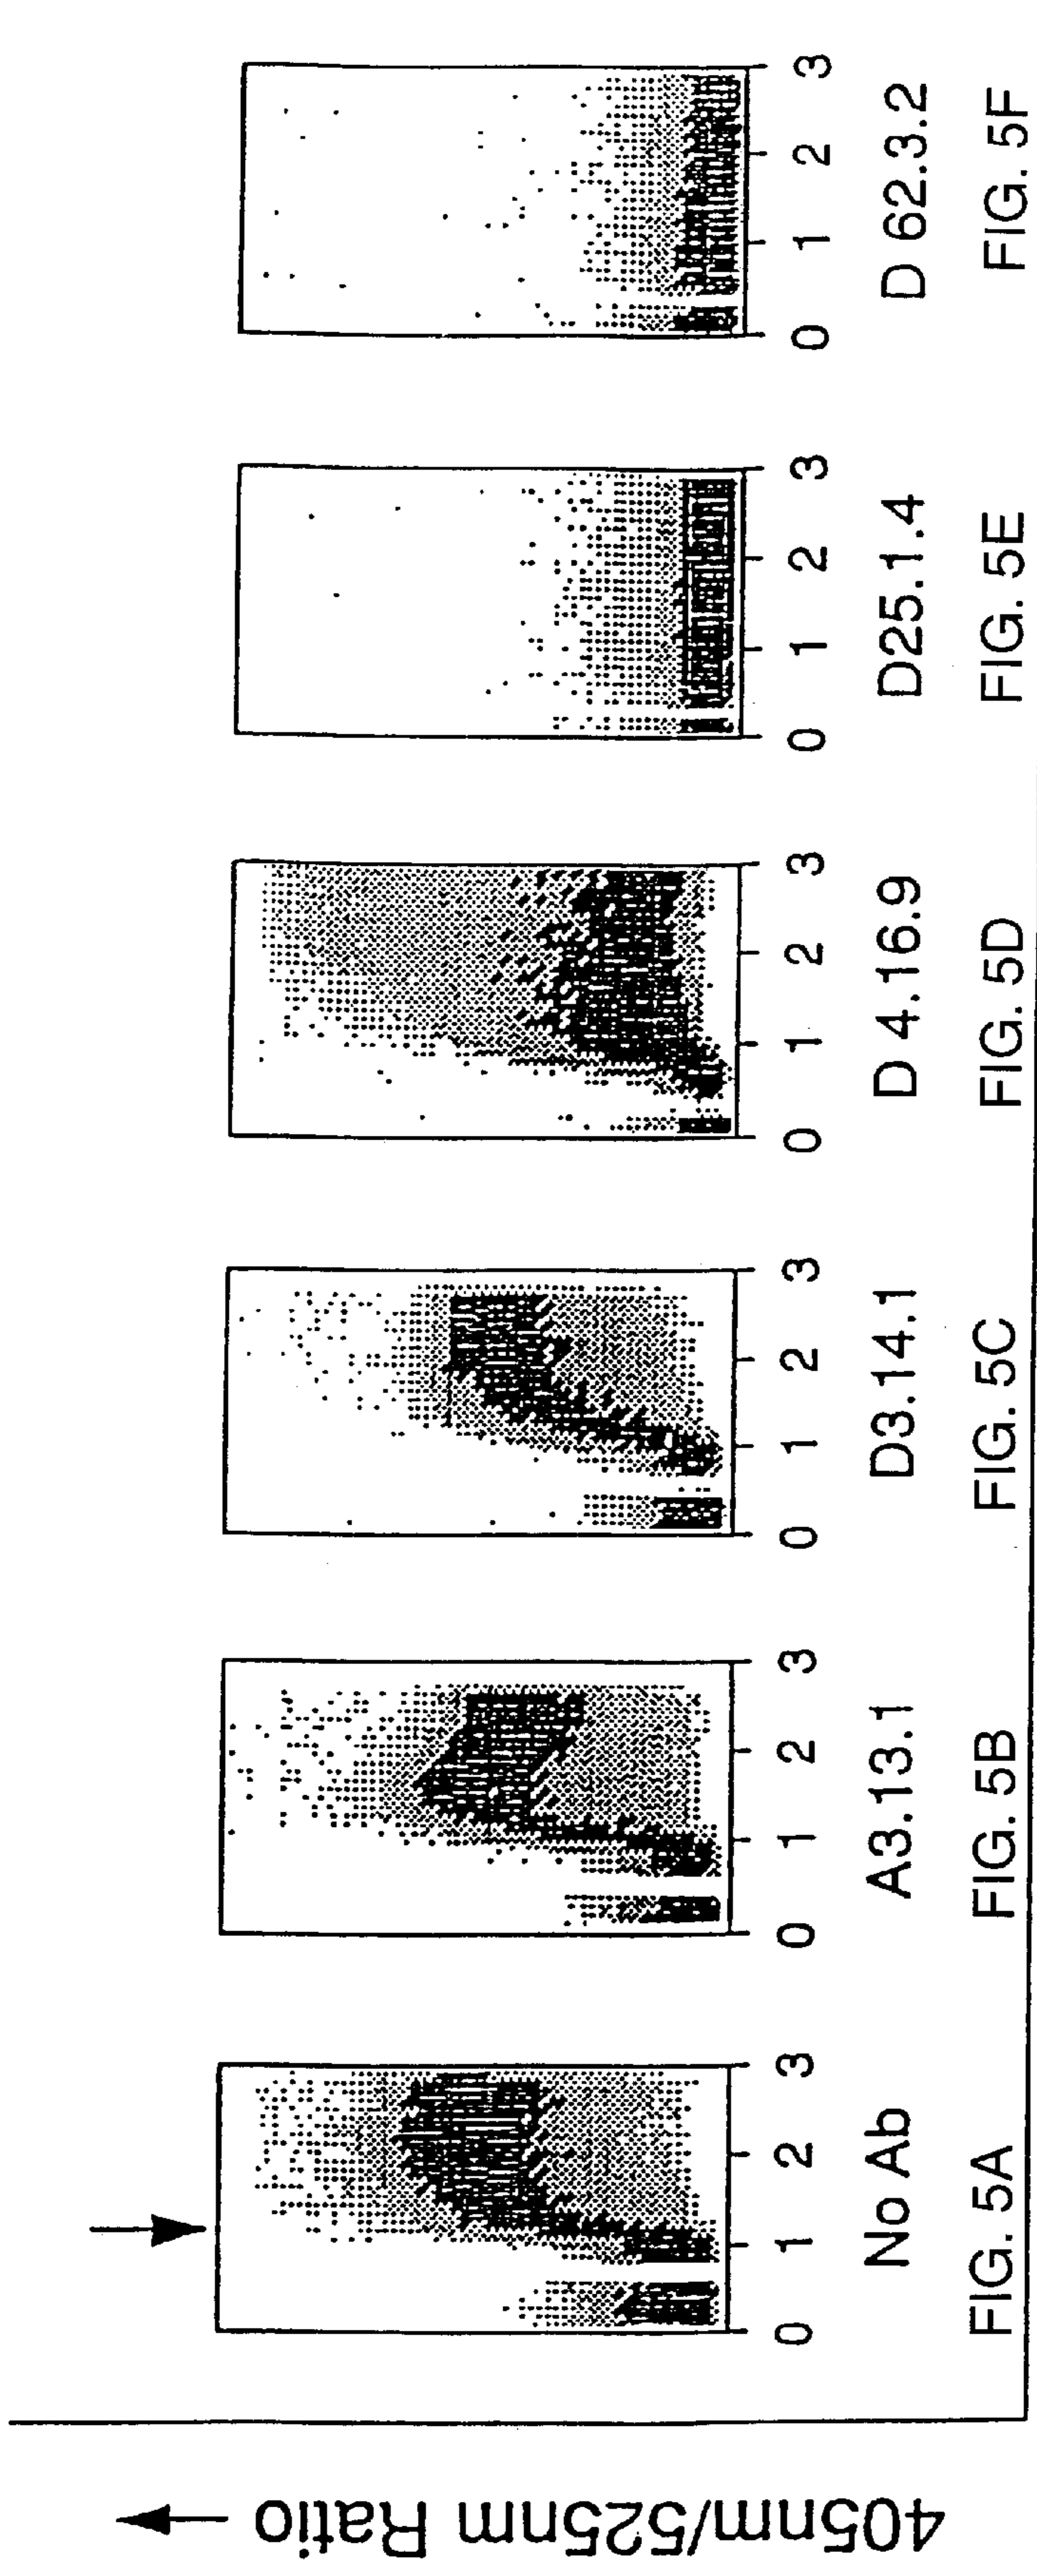 405nm/525nm Ratio
0 1 2 3
No Ab
FIG. 5A
0 1 2 3
A3.13.1
FIG. 5B
0 1 2 3
D3.14.1
FIG. 5C
0 1 2 3
D 4.16.9
FIG. 5D
0 1 2 3
D25.1.4
FIG. 5E
0 1 2 3
D 62.3.2
FIG. 5F